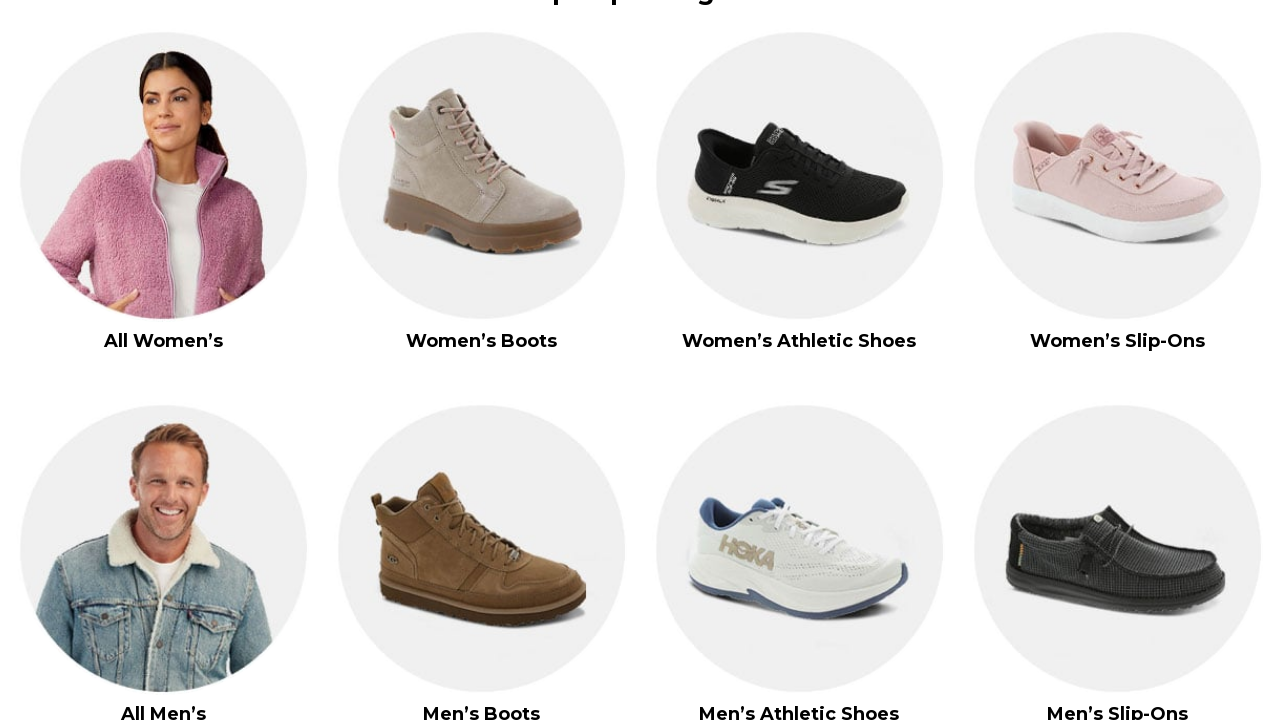 All Women’s
Women’s Boots
Women’s Athletic Shoes
Women’s Slip-Ons
HOKA
All Men’s
Men’s Boots
Men’s Athletic Shoes
Men’s Slip-Ons